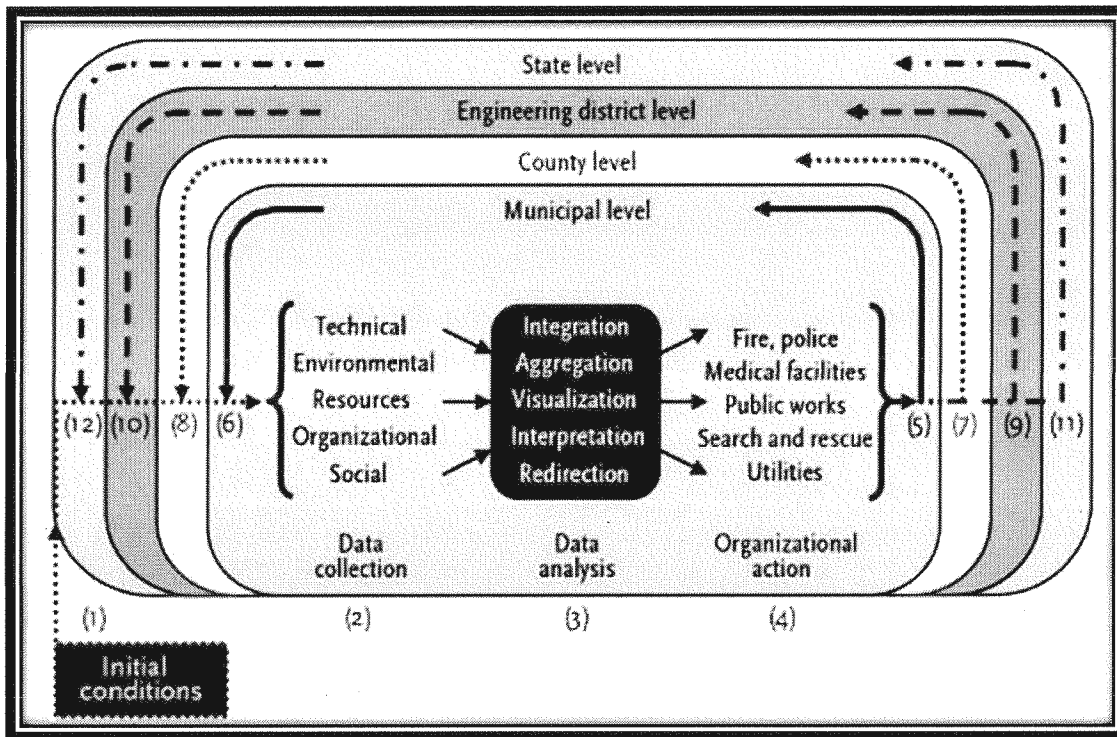 State level
Engineering district level
County level
Municipal level
Technical
Environmental
Resources
Organizational
Social
Integration
Aggregation
Visualization
Interpretation
Redirection
Fire, police
Medical facilities
Public works
Search and rescue
Utilities
(12) (10) (8) (6)
(5) (7) (9) (11)
Data
collection
Data
analysis
Organizational
action
(1) (2) (3) (4)
Initial
conditions